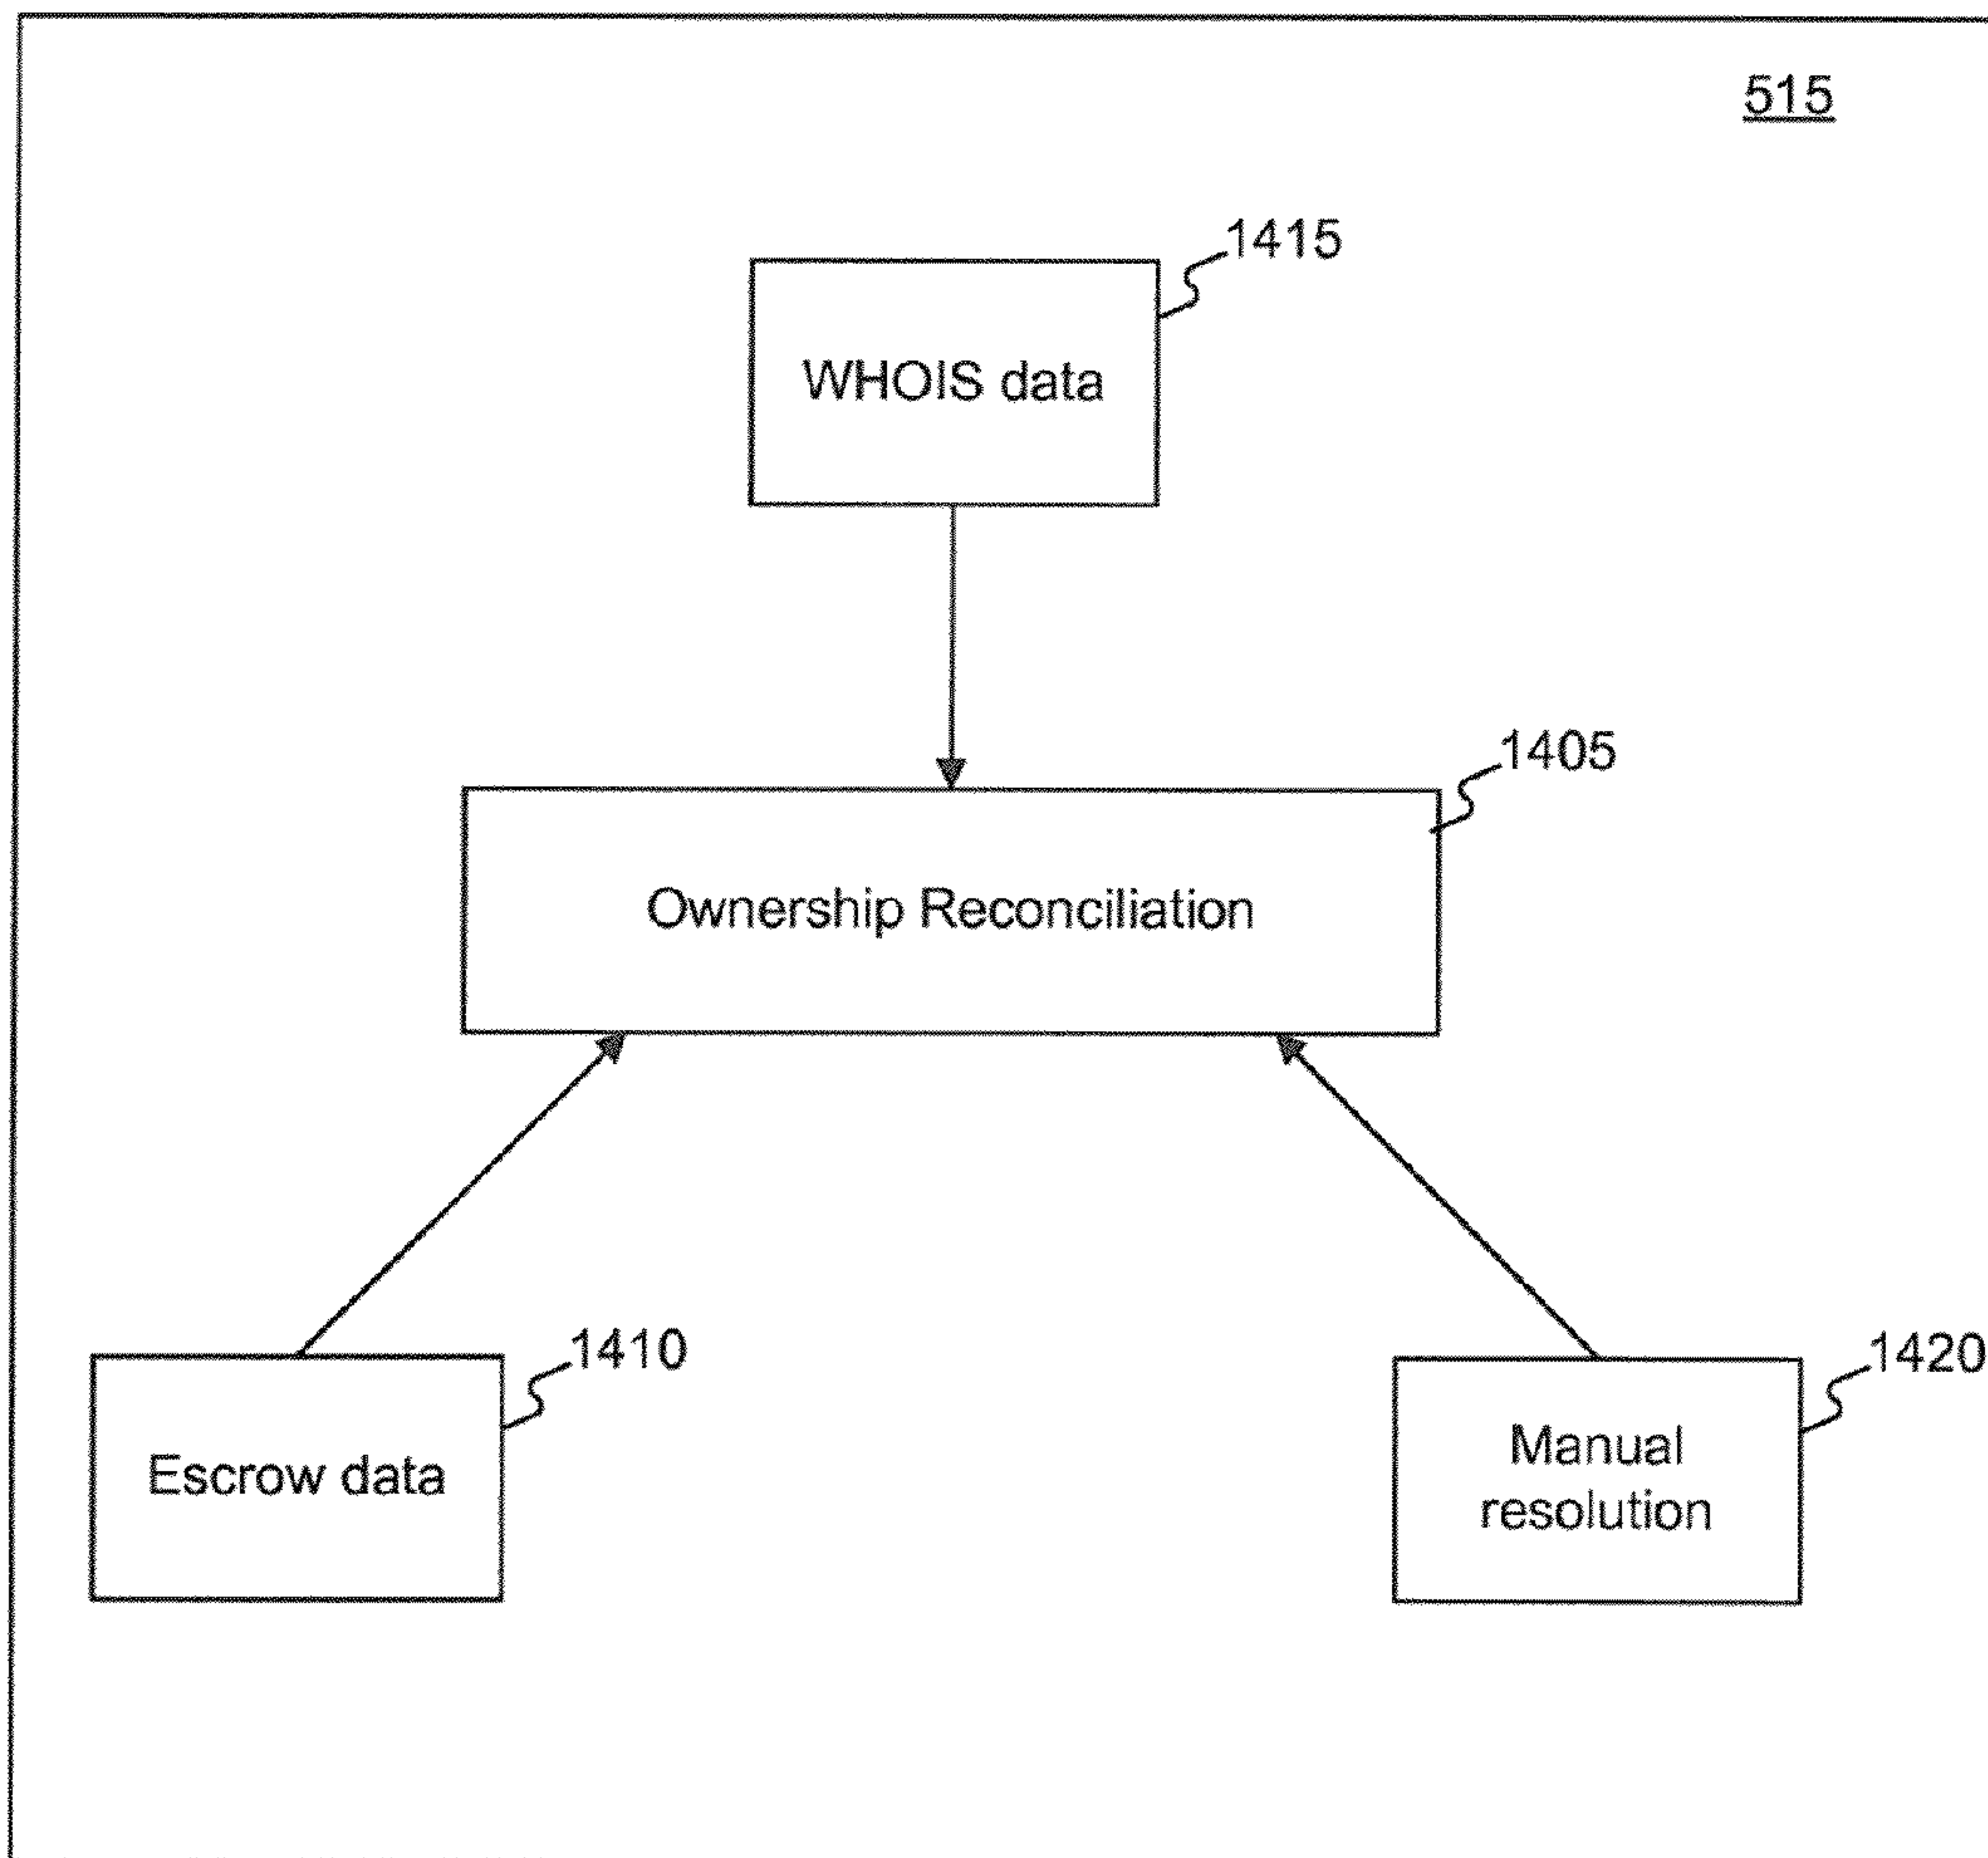 515
1415
WHOIS data
1405
Ownership Reconciliation
1410
Escrow data
1420
Manual
resolution